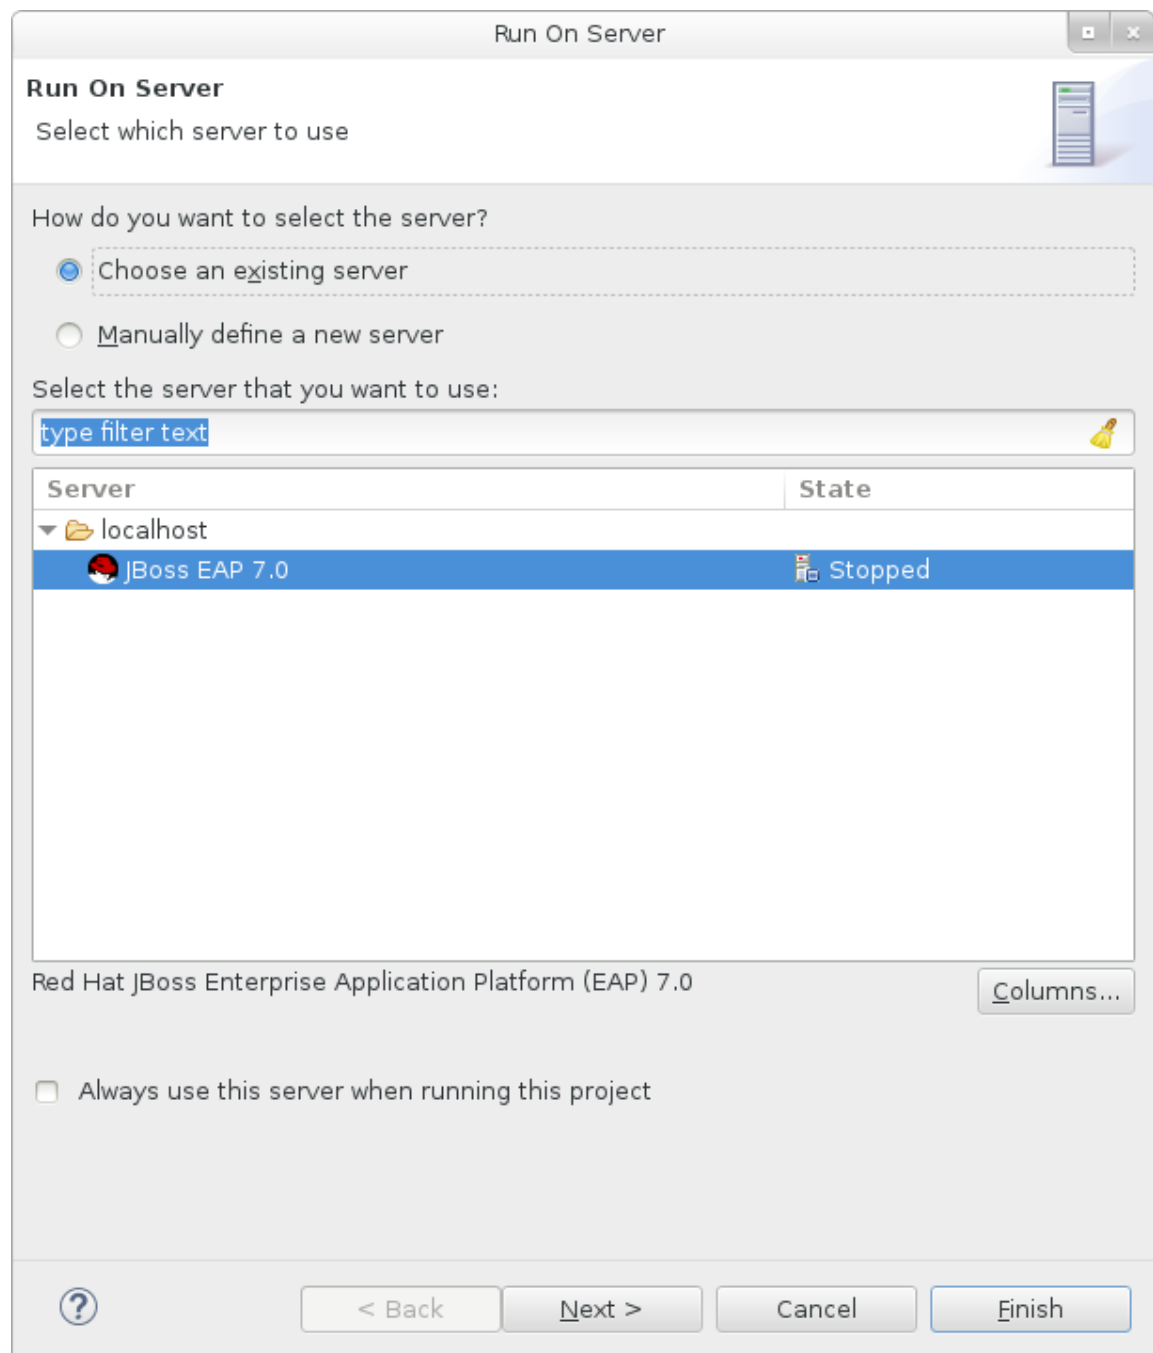 Run On Server
Run On Server
Select which server to use
How do you want to select the server?
Choose an existing server
Manually define a new server
Select the server that you want to use:
type filter text
Server State
localhost
JBoss EAP 7.0 Stopped
Red Hat JBoss Enterprise Application Platform (EAP) 7.0
Columns...
Always use this server when running this project
? < Back Next > Cancel Finish